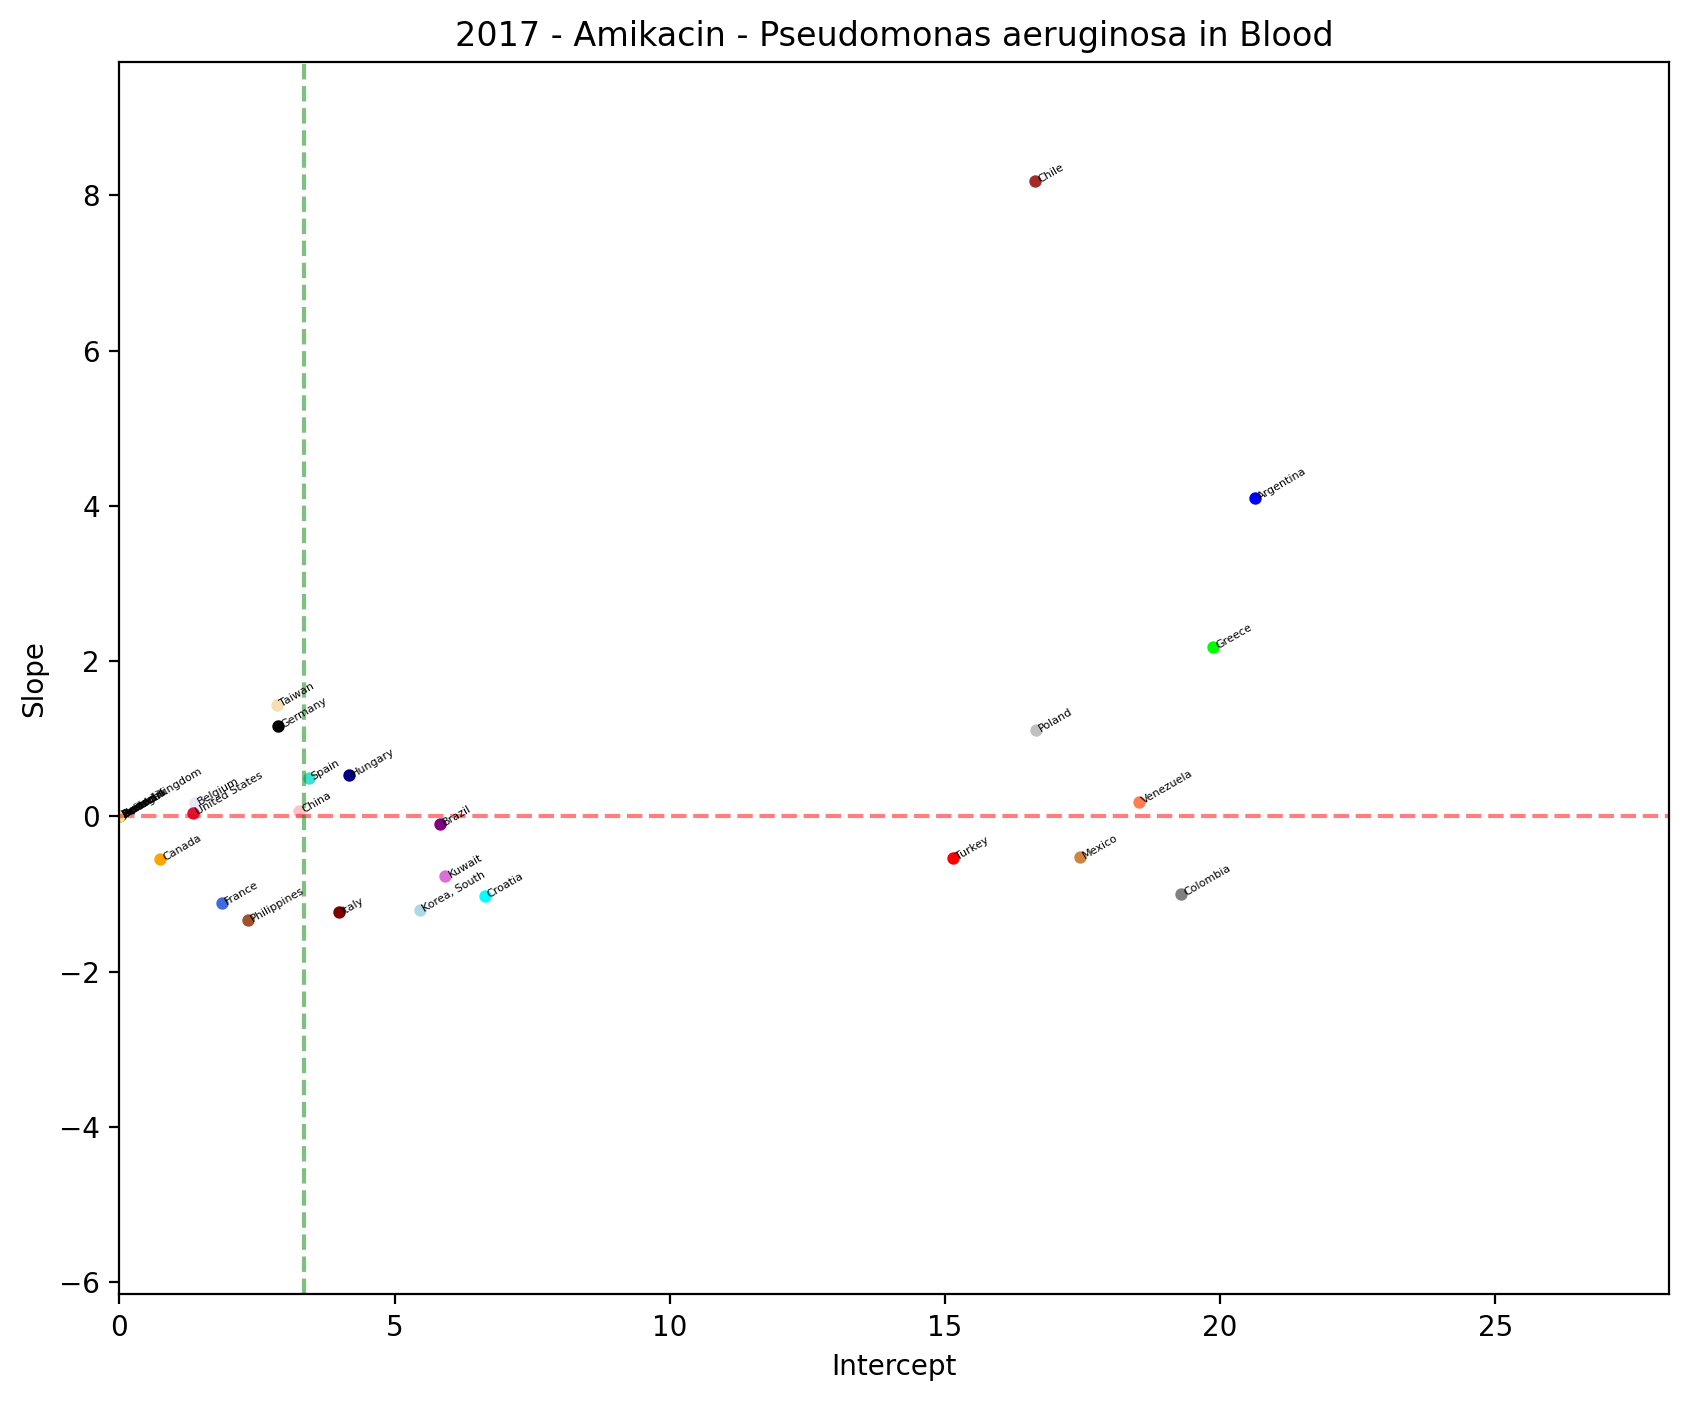 2017 - Amikacin - Pseudomonas aeruginosa in Blood
Chile
8
6
Argentina
4
Greece
2
Taiwan
Poland
Germany
Hungary
Spain
Kingdom
Belgium
United States
Venezuela
China
Brazil
0
Canada
Turkey
Mexico
Kuwait
Korea, South
Croatia
Colombia
France
Philippines
Italy
−2
−4
−6
Slope
0
5
10
15
20
25
Intercept